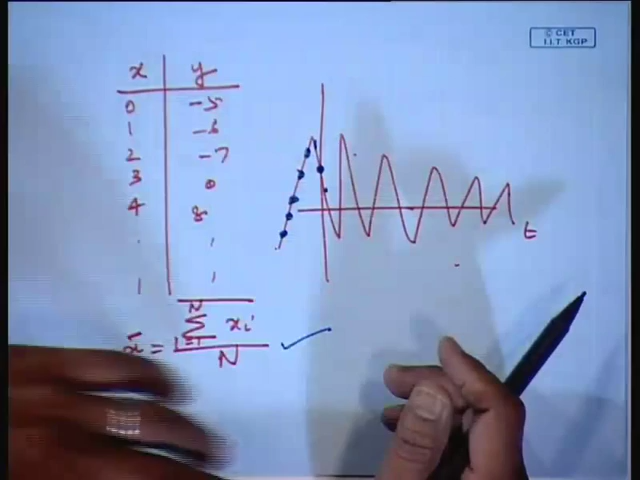 © CET
I.I.T. KGP
x y
0 -5
1 -6
2 -7
3 0
4 8
t
N
Σ xi
i=1
x̄ = N